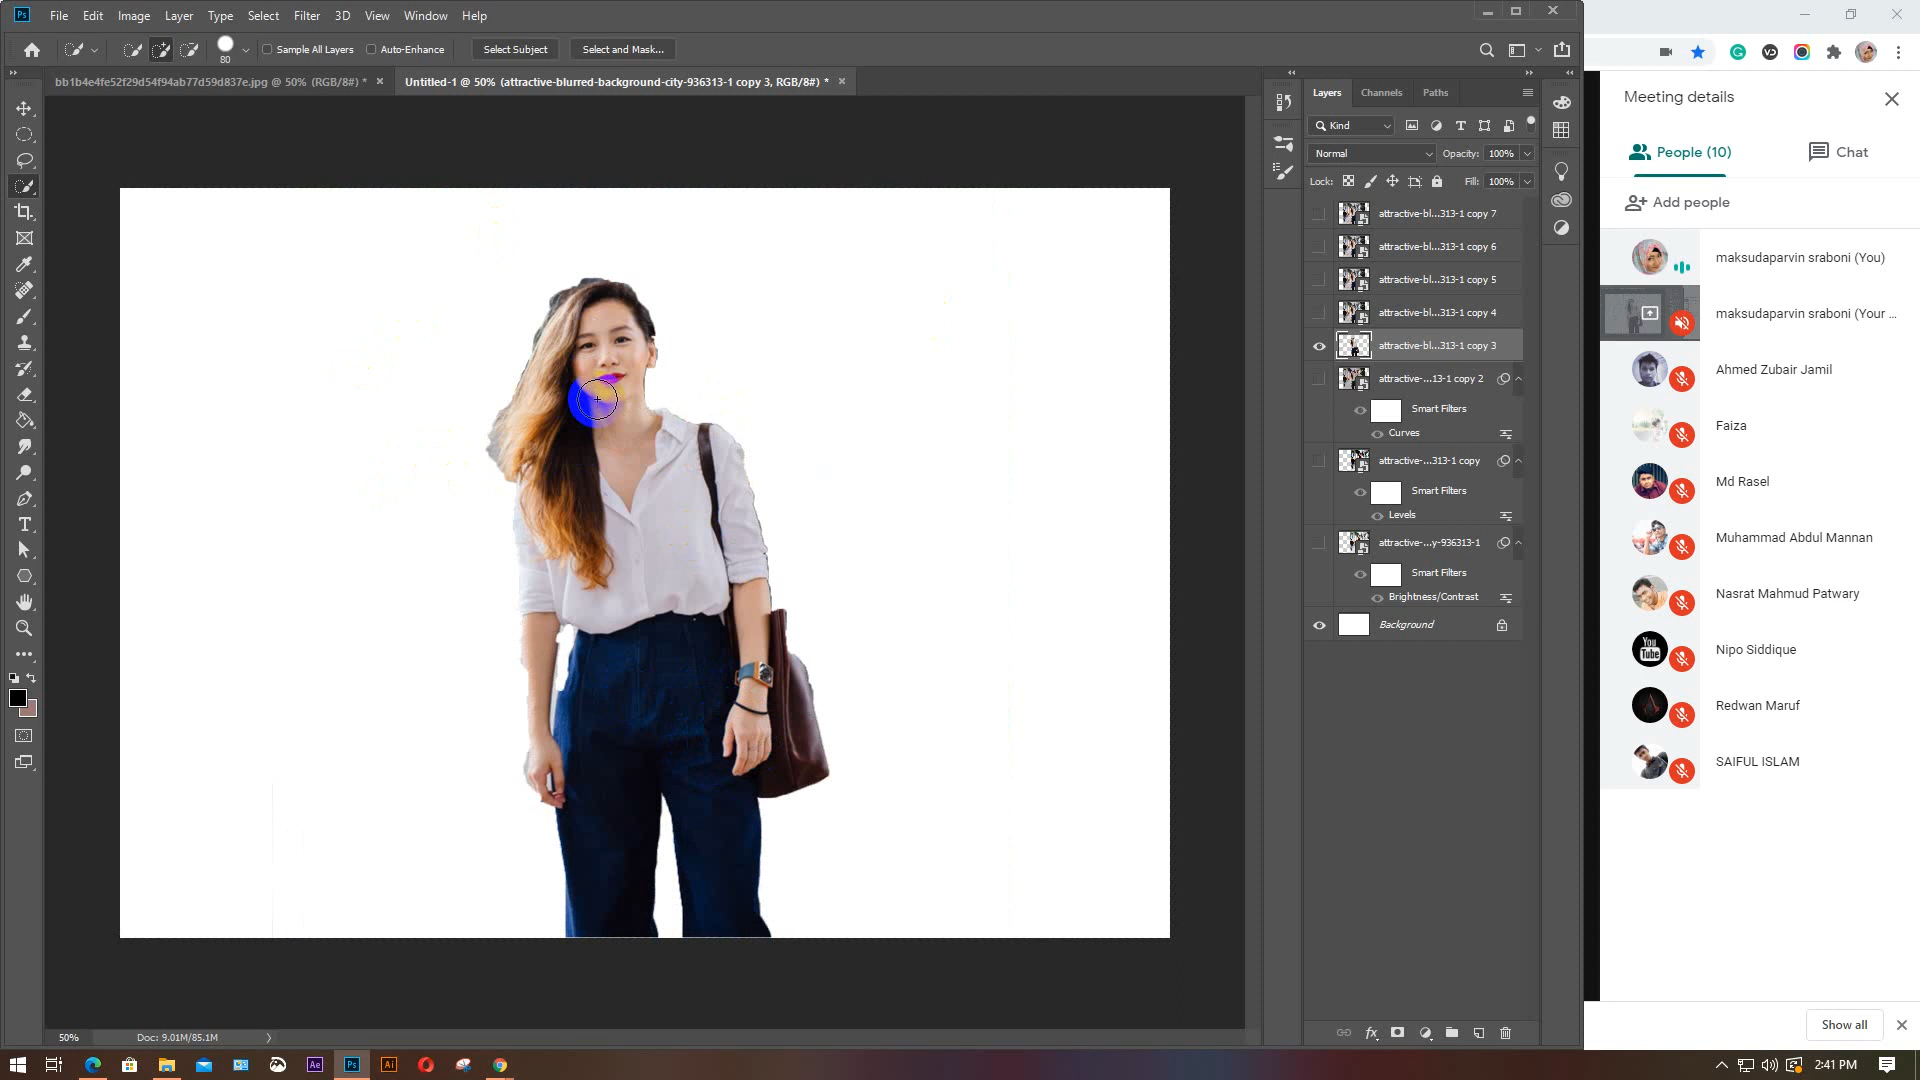 Ps File Edit Image Layer Type Select Filter 3D View Window Help
80 Sample All Layers Auto-Enhance Select Subject Select and Mask...
bb1b4e4fe52f29d54f94ab77d59d837e.jpg @ 50% (RGB/8#) * Untitled-1 @ 50% (attractive-blurred-background-city-936313-1 copy 3, RGB/8#) *
Layers Channels Paths
Kind
Normal Opacity: 100%
Lock: Fill: 100%
attractive-bl...313-1 copy 7
attractive-bl...313-1 copy 6
attractive-bl...313-1 copy 5
attractive-bl...313-1 copy 4
attractive-bl...313-1 copy 3
attractive-...13-1 copy 2
Smart Filters
Curves
attractive-...313-1 copy
Smart Filters
Levels
attractive-...y-936313-1
Smart Filters
Brightness/Contrast
Background
50% Doc: 9.01M/85.1M
Meeting details
People (10) Chat
Add people
maksudaparvin sraboni (You)
maksudaparvin sraboni (Your ...
Ahmed Zubair Jamil
Faiza
Md Rasel
Muhammad Abdul Mannan
Nasrat Mahmud Patwary
You Tube
Nipo Siddique
Redwan Maruf
SAIFUL ISLAM
Show all
Ae Ps Ai 2:41 PM